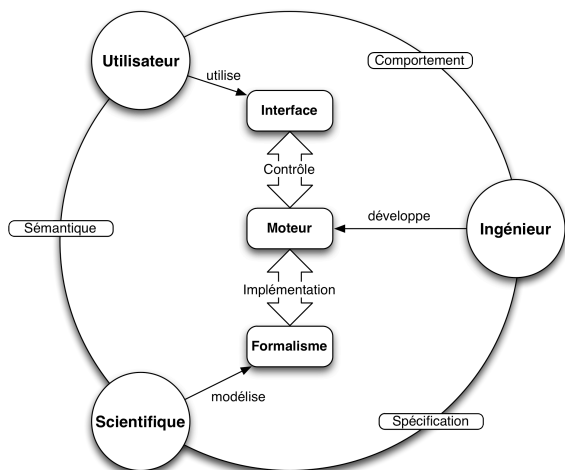 Utilisateur
Comportement
utilise
Interface
Contrôle
Sémantique
Moteur
développe
Ingénieur
Implémentation
Formalisme
modélise
Scientifique
Spécification